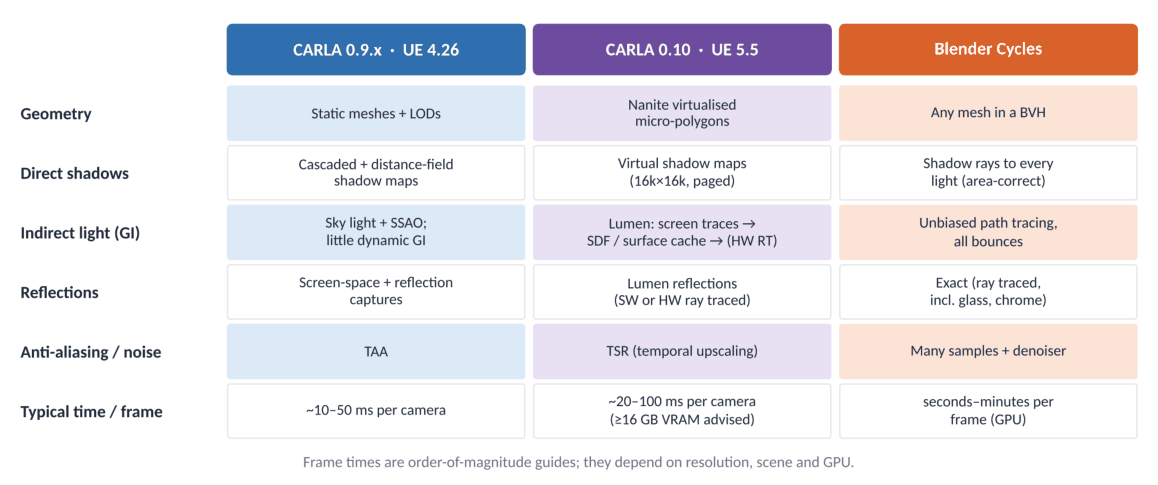 CARLA 0.9.x · UE 4.26
CARLA 0.10 · UE 5.5
Blender Cycles
Geometry
Static meshes + LODs
Nanite virtualised
micro-polygons
Any mesh in a BVH
Direct shadows
Cascaded + distance-field
shadow maps
Virtual shadow maps
(16k×16k, paged)
Shadow rays to every
light (area-correct)
Indirect light (GI)
Sky light + SSAO;
little dynamic GI
Lumen: screen traces →
SDF / surface cache → (HW RT)
Unbiased path tracing,
all bounces
Reflections
Screen-space + reflection
captures
Lumen reflections
(SW or HW ray traced)
Exact (ray traced,
incl. glass, chrome)
Anti-aliasing / noise
TAA
TSR (temporal upscaling)
Many samples + denoiser
Typical time / frame
~10–50 ms per camera
~20–100 ms per camera
(≥16 GB VRAM advised)
seconds–minutes per
frame (GPU)
Frame times are order-of-magnitude guides; they depend on resolution, scene and GPU.